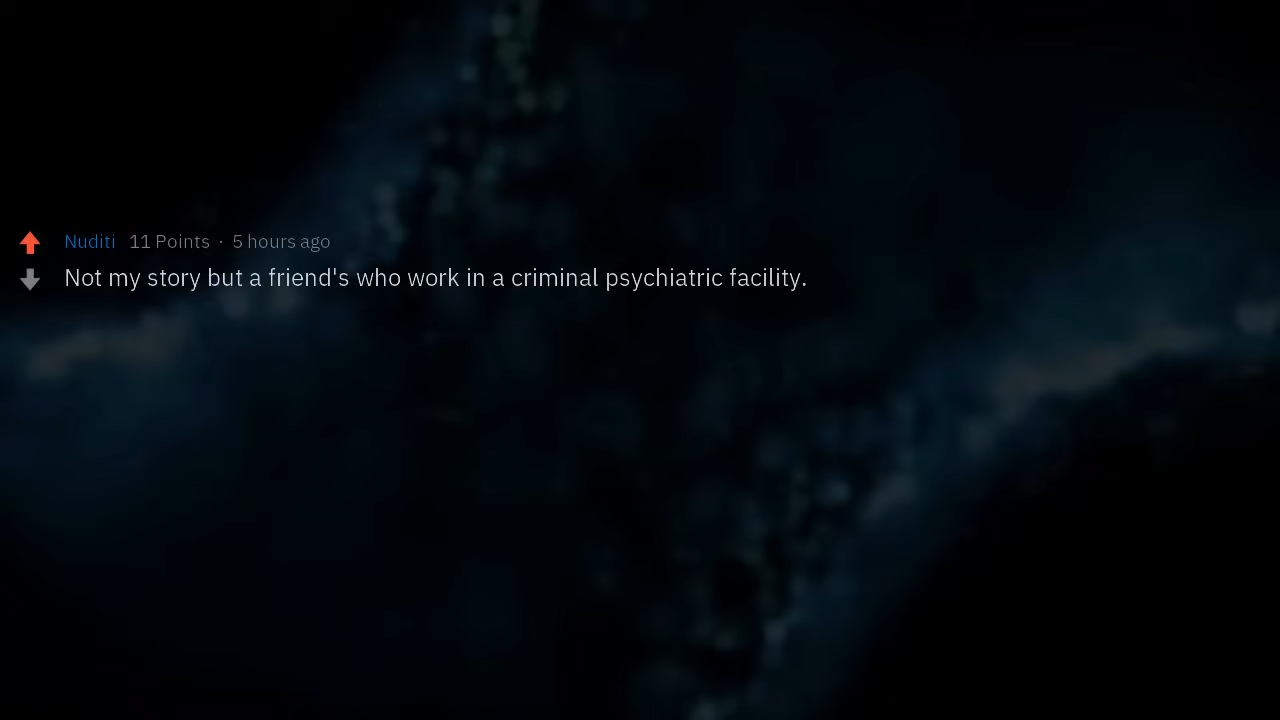 Nuditi 11 Points · 5 hours ago
Not my story but a friend's who work in a criminal psychiatric facility.